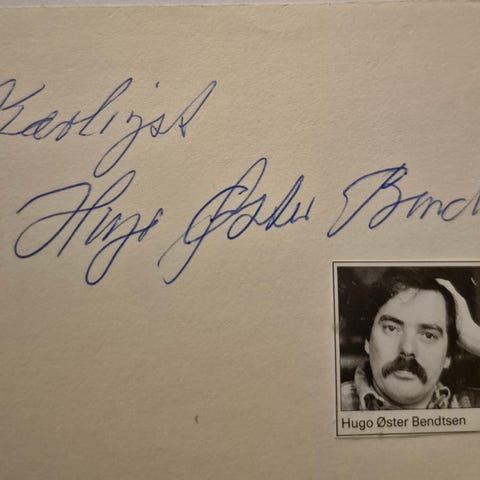 Kærligst
Hugo Øster Bend
Hugo Øster Bendtsen